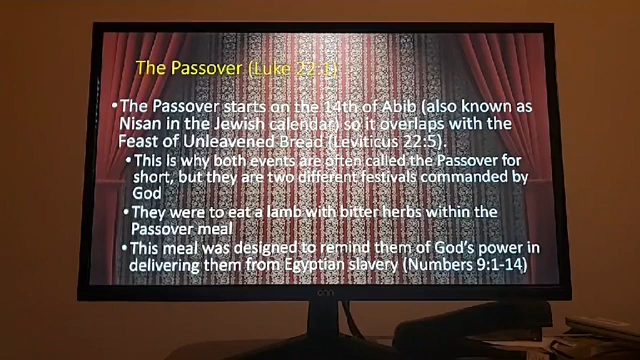 The Passover (Luke 22:1)
•The Passover starts on the 14th of Abib (also known as
Nisan in the Jewish calendar) so it overlaps with the
Feast of Unleavened Bread (Leviticus 22:5).
•This is why both events are often called the Passover for
short, but they are two different festivals commanded by
God
•They were to eat a lamb with bitter herbs within the
Passover meal
•This meal was designed to remind them of God's power in
delivering them from Egyptian slavery (Numbers 9:1-14)
onn